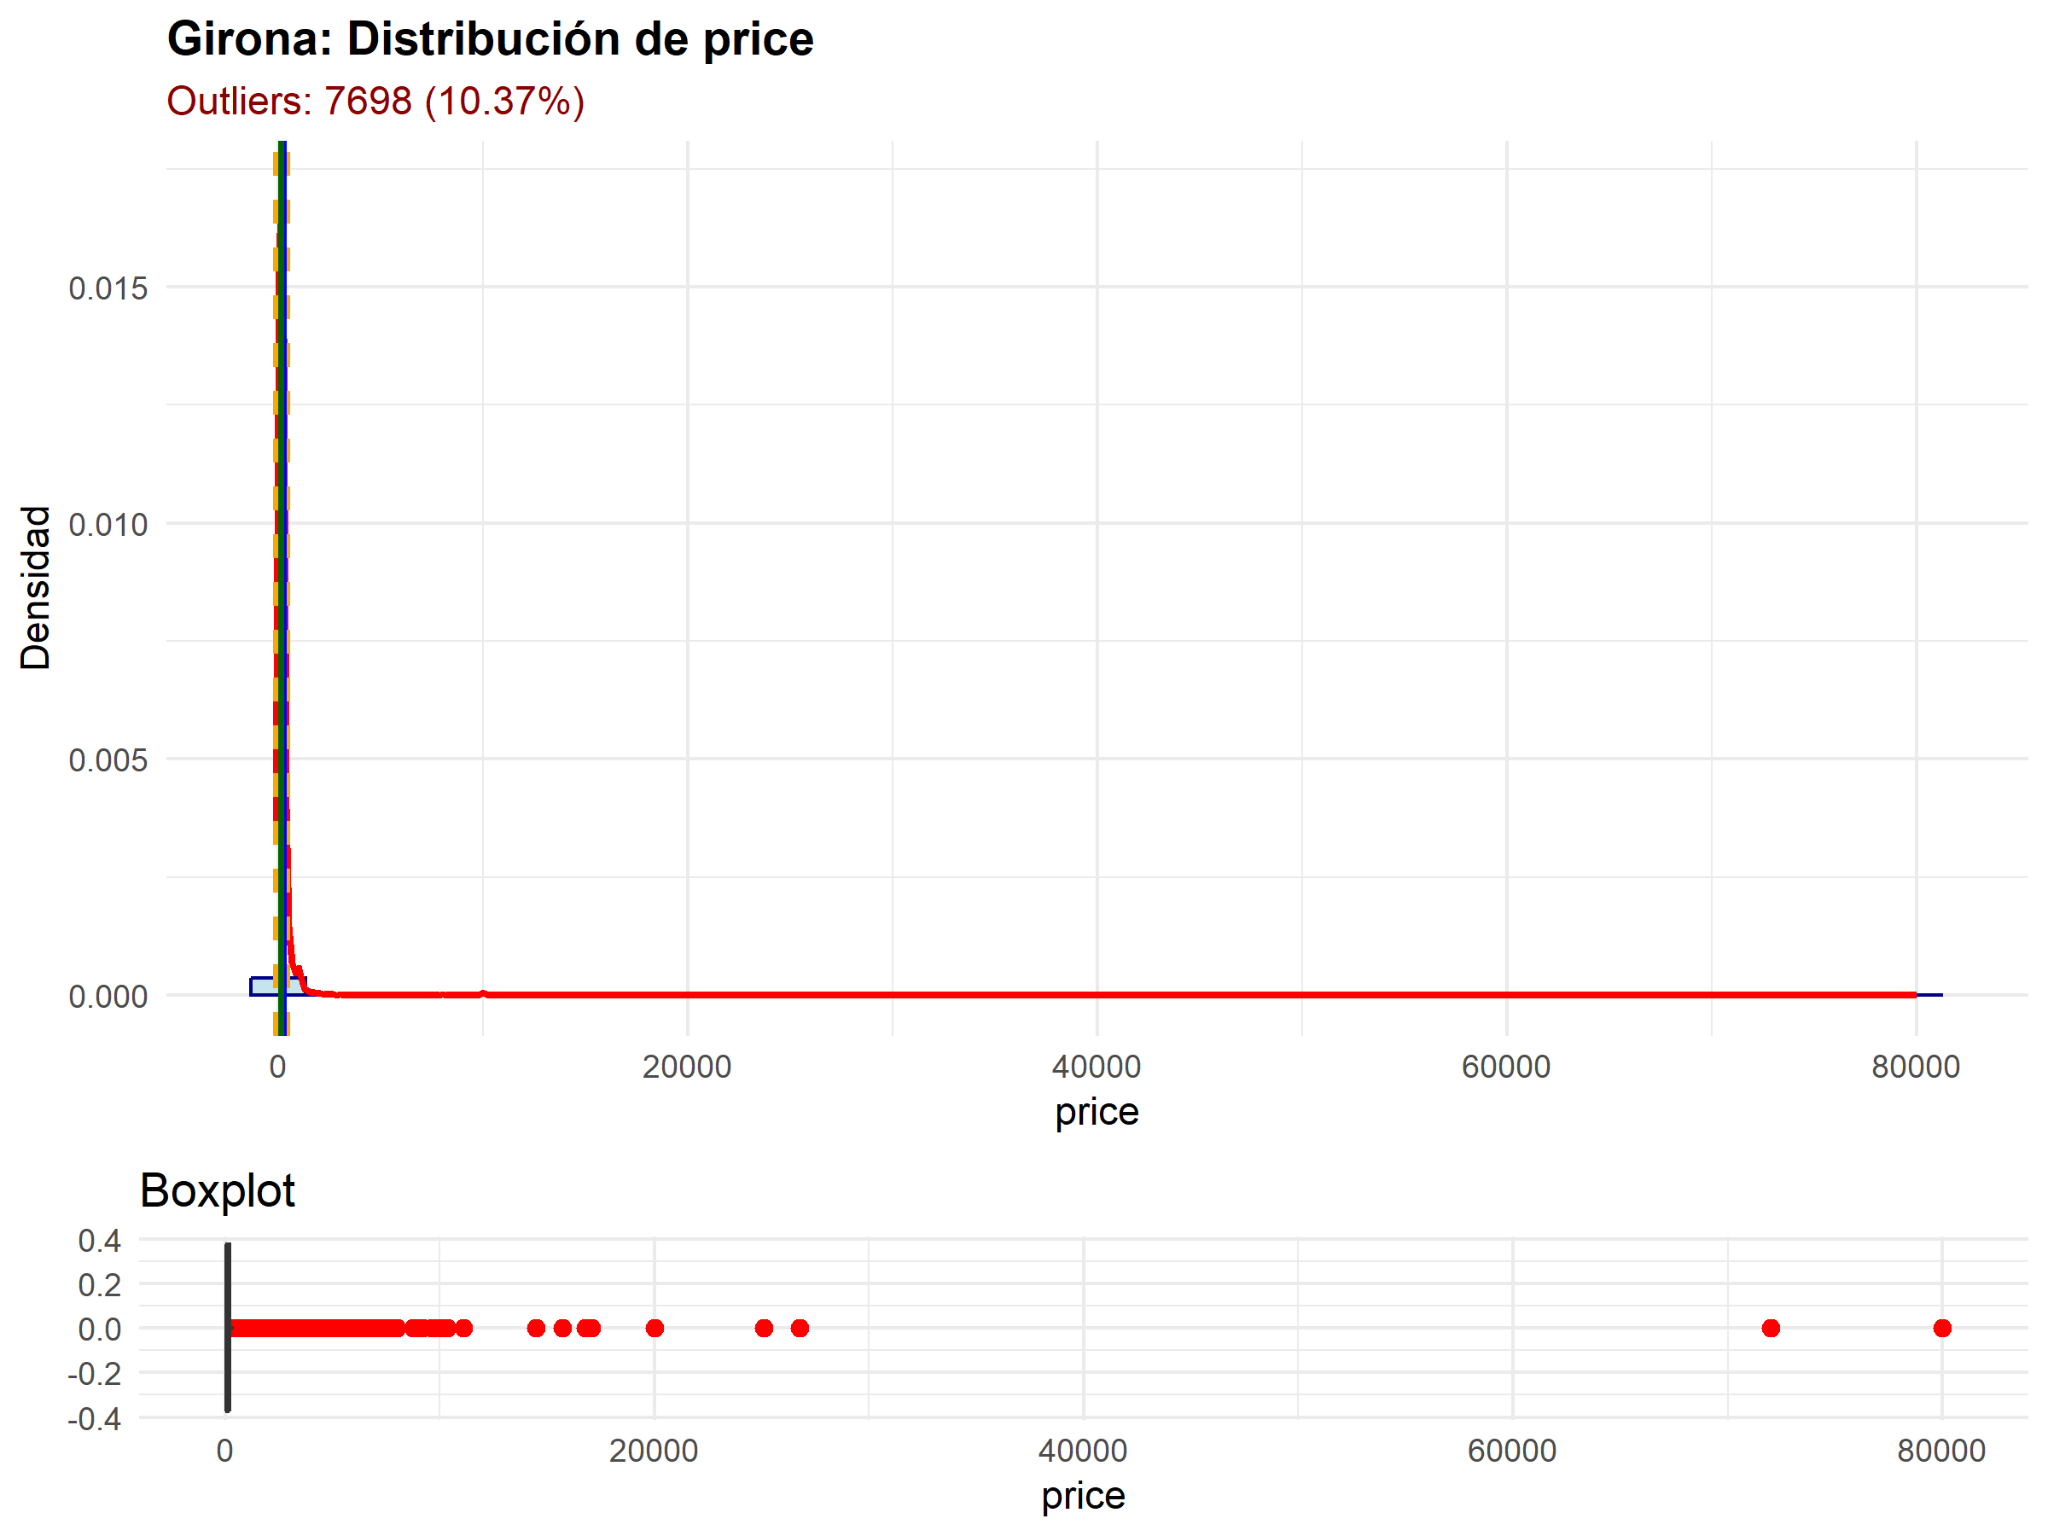 Girona: Distribución de price
Outliers: 7698 (10.37%)
Densidad
0.015
0.010
0.005
0.000
0 20000 40000 60000 80000
price
Boxplot
0.4
0.2
0.0
-0.2
-0.4
0 20000 40000 60000 80000
price